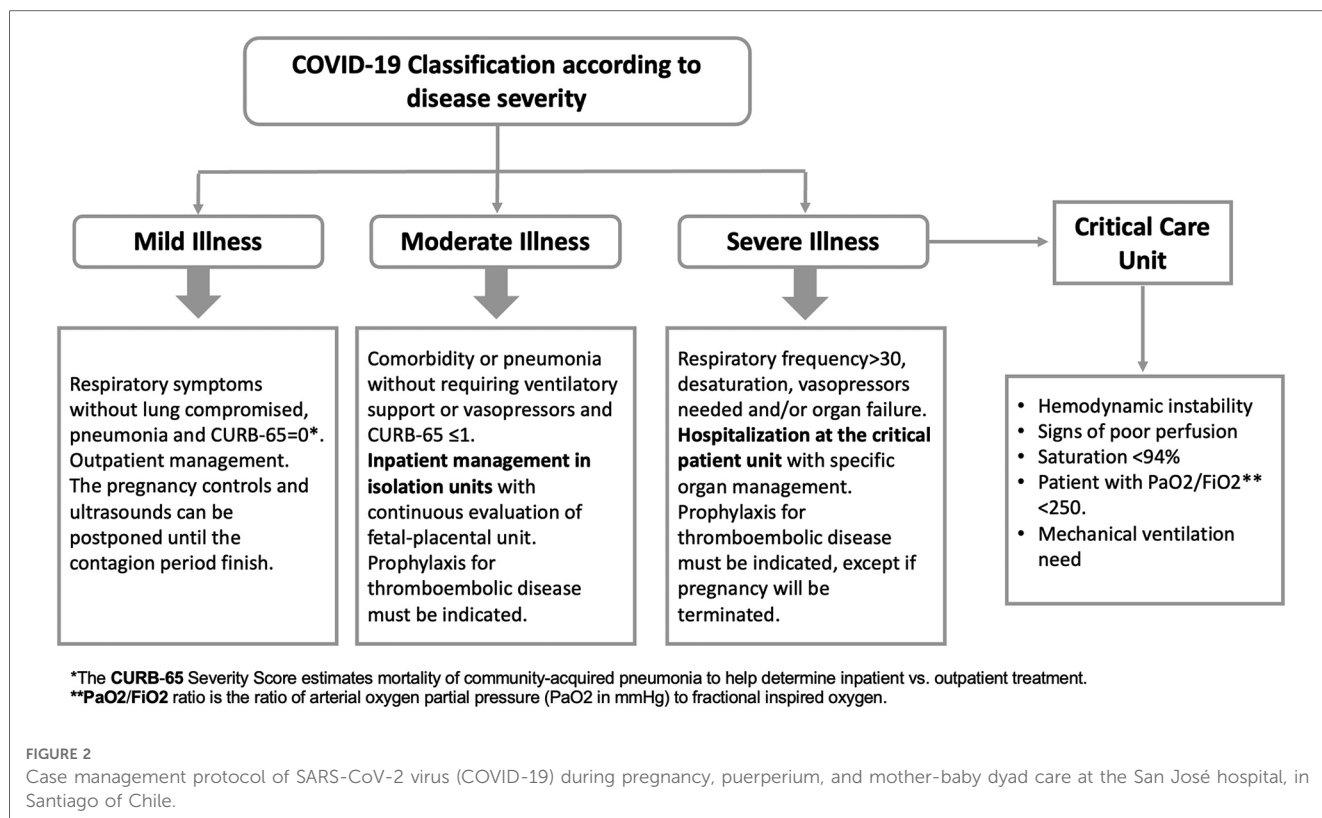 COVID-19 Classification according to
disease severity
Mild Illness
Moderate Illness
Severe Illness
Critical Care
Unit
Respiratory symptoms
without lung compromised,
pneumonia and CURB-65=0*.
Outpatient management.
The pregnancy controls and
ultrasounds can be
postponed until the
contagion period finish.
Comorbidity or pneumonia
without requiring ventilatory
support or vasopressors and
CURB-65 ≤1.
Inpatient management in
isolation units with
continuous evaluation of
fetal-placental unit.
Prophylaxis for
thromboembolic disease
must be indicated.
Respiratory frequency>30,
desaturation, vasopressors
needed and/or organ failure.
Hospitalization at the critical
patient unit with specific
organ management.
Prophylaxis for
thromboembolic disease
must be indicated, except if
pregnancy will be
terminated.
• Hemodynamic instability
• Signs of poor perfusion
• Saturation <94%
• Patient with PaO2/FiO2**
<250.
• Mechanical ventilation
need
*The CURB-65 Severity Score estimates mortality of community-acquired pneumonia to help determine inpatient vs. outpatient treatment.
**PaO2/FiO2 ratio is the ratio of arterial oxygen partial pressure (PaO2 in mmHg) to fractional inspired oxygen.
FIGURE 2
Case management protocol of SARS-CoV-2 virus (COVID-19) during pregnancy, puerperium, and mother-baby dyad care at the San José hospital, in
Santiago of Chile.